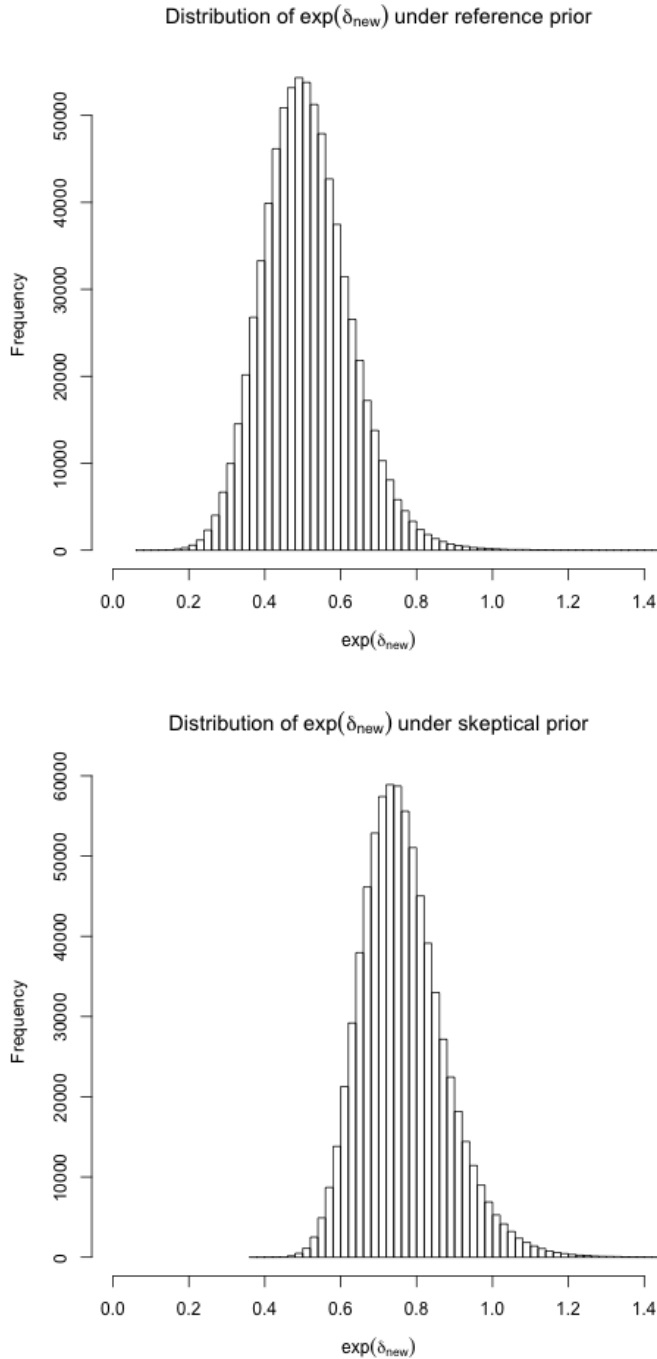 Distribution of exp(δnew) under reference prior
Frequency
50000
40000
30000
20000
10000
0
0.0 0.2 0.4 0.6 0.8 1.0 1.2 1.4
exp(δnew)
Distribution of exp(δnew) under skeptical prior
Frequency
60000
50000
40000
30000
20000
10000
0
0.0 0.2 0.4 0.6 0.8 1.0 1.2 1.4
exp(δnew)